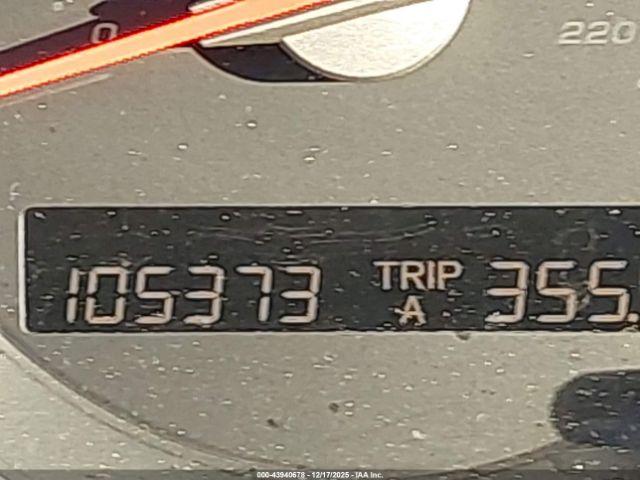 0
220
105373 TRIP A 355.
000-43940678 - 12/17/2025 - IAA Inc.